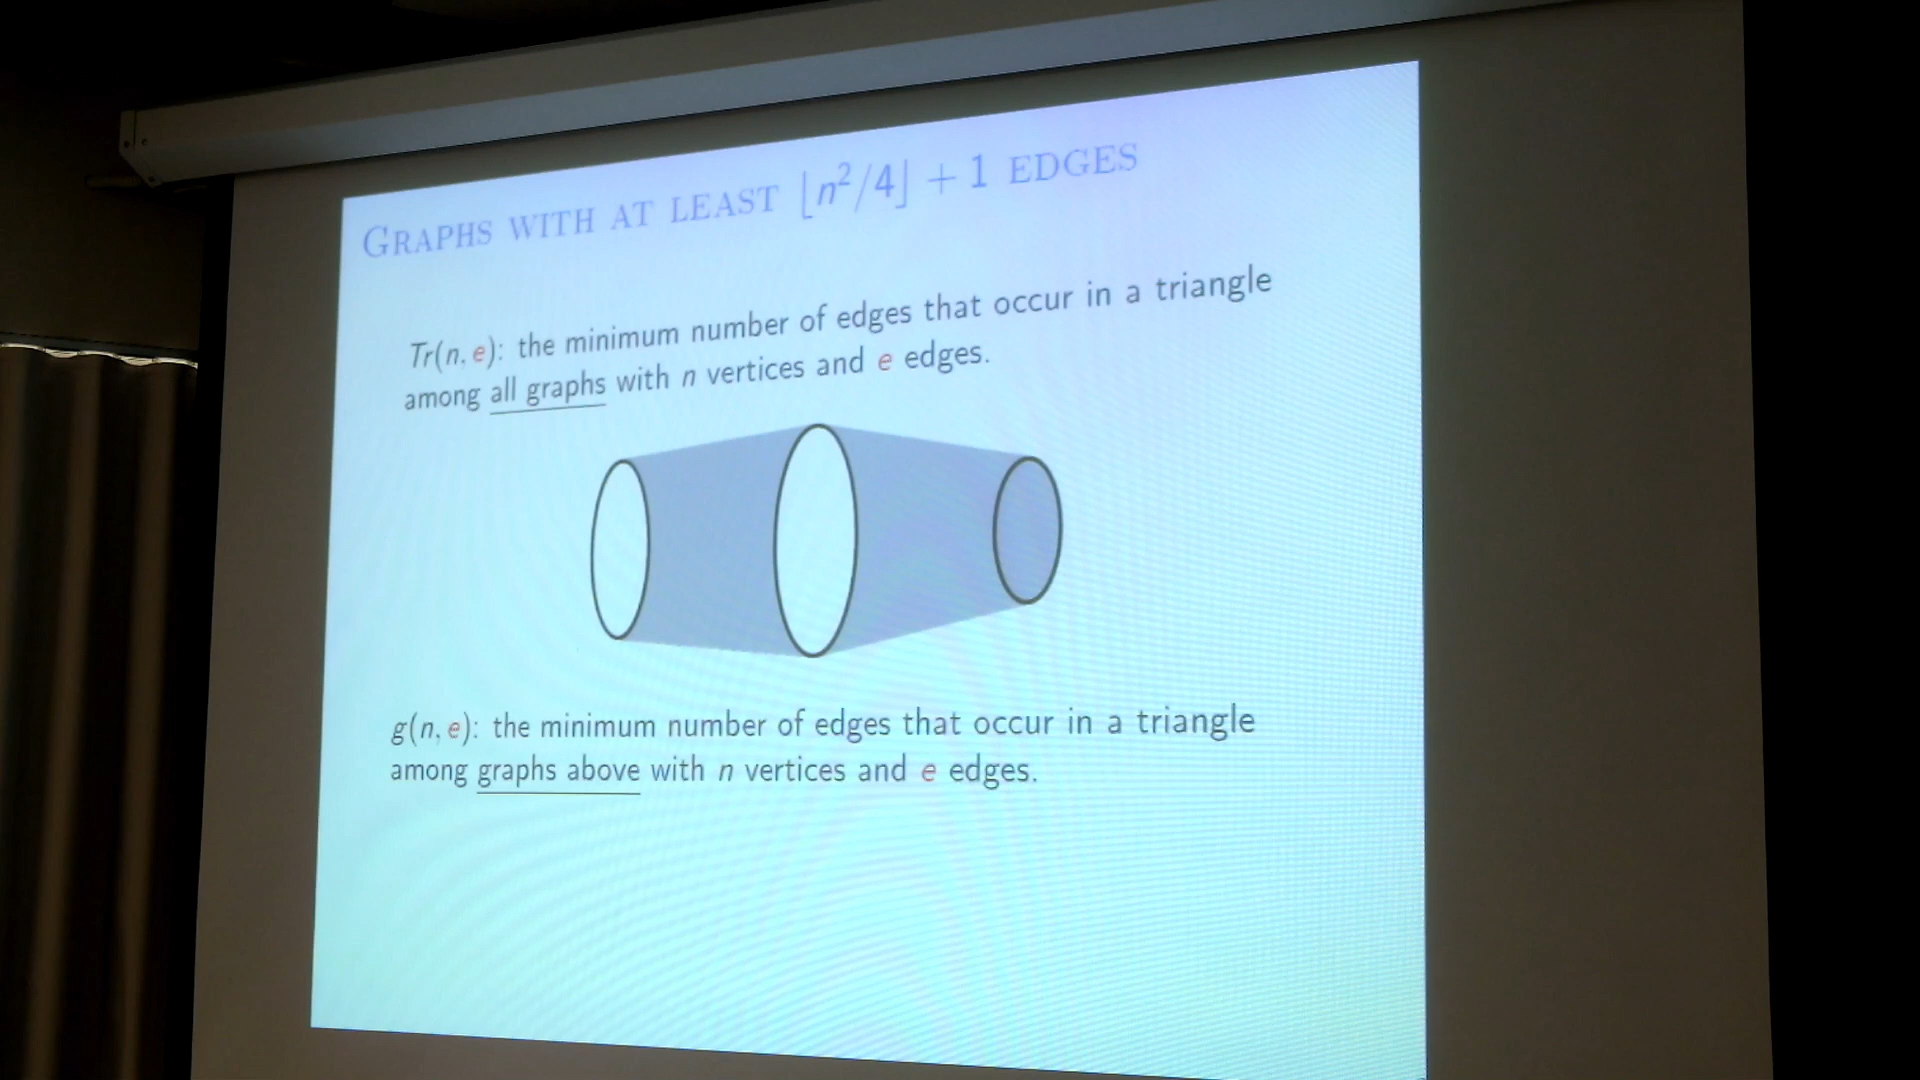 GRAPHS WITH AT LEAST ⌊n²/4⌋ + 1 EDGES
Tr(n, e): the minimum number of edges that occur in a triangle
among all graphs with n vertices and e edges.
g(n, e): the minimum number of edges that occur in a triangle
among graphs above with n vertices and e edges.